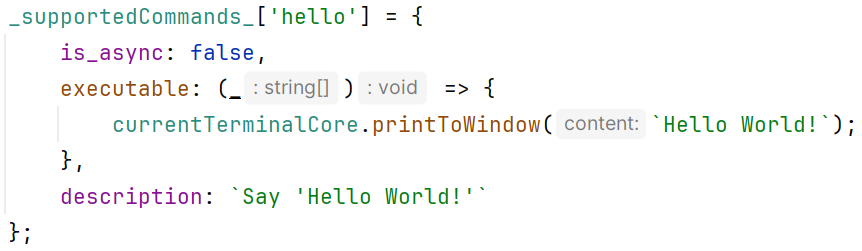 _supportedCommands_['hello'] = {
    is_async: false,
    executable: (_ : string[] ) : void => {
        currentTerminalCore.printToWindow( content: `Hello World!`);
    },
    description: `Say 'Hello World!'`
};